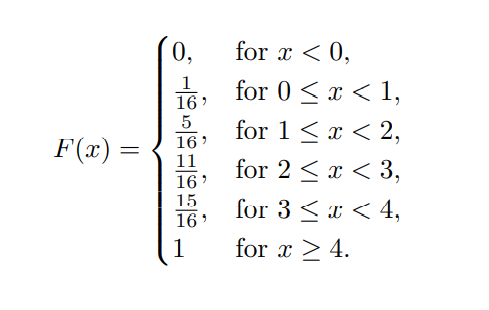 0, for x < 0,
1/16, for 0 ≤ x < 1,
5/16, for 1 ≤ x < 2,
F(x) = { 11/16, for 2 ≤ x < 3,
15/16, for 3 ≤ x < 4,
1 for x ≥ 4.